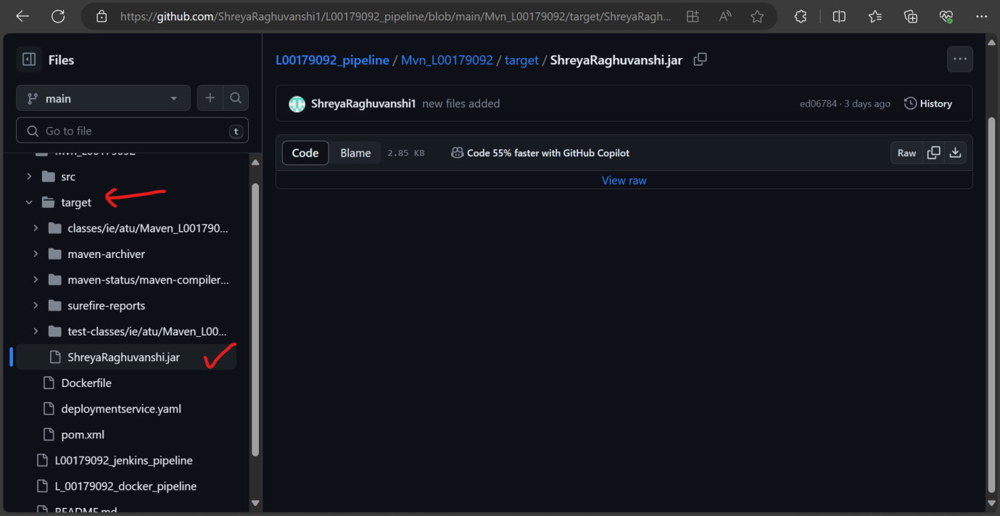 https://github.com/ShreyaRaghuvanshi1/L00179092_pipeline/blob/main/Mvn_L00179092/target/ShreyaRagh...
Files
main
Go to file
t
Mvn_L00179092
src
target
classes/ie/atu/Maven_L001790...
maven-archiver
maven-status/maven-compiler...
surefire-reports
test-classes/ie/atu/Maven_L00...
ShreyaRaghuvanshi.jar
Dockerfile
deploymentservice.yaml
pom.xml
L00179092_jenkins_pipeline
L_00179092_docker_pipeline
README.md
L00179092_pipeline / Mvn_L00179092 / target / ShreyaRaghuvanshi.jar
ShreyaRaghuvanshi1 new files added
ed06784 · 3 days ago
History
Code Blame 2.85 KB Code 55% faster with GitHub Copilot
Raw
View raw